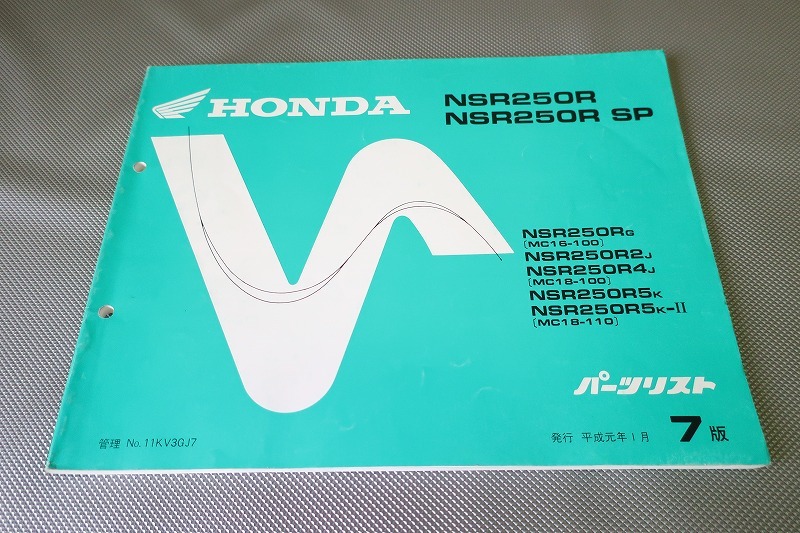 HONDA
NSR250R
NSR250R SP
NSR250RG
(MC16-100)
NSR250R2J
NSR250R4J
(MC18-100)
NSR250R5K
NSR250R5K-II
(MC18-110)
パーツリスト
管理 No.11KV3GJ7
発行 平成元年1月 7版